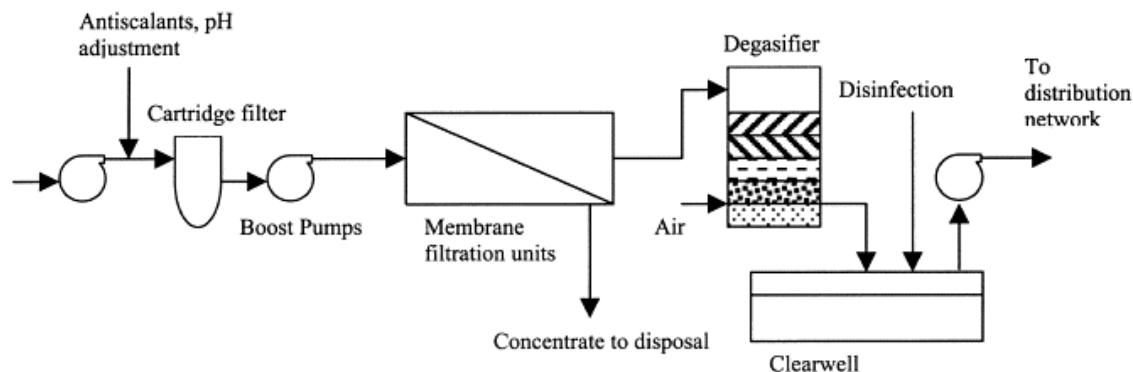 Antiscalants, pH
adjustment
Cartridge filter
Boost Pumps
Membrane
filtration units
Concentrate to disposal
Degasifier
Air
Disinfection
Clearwell
To
distribution
network